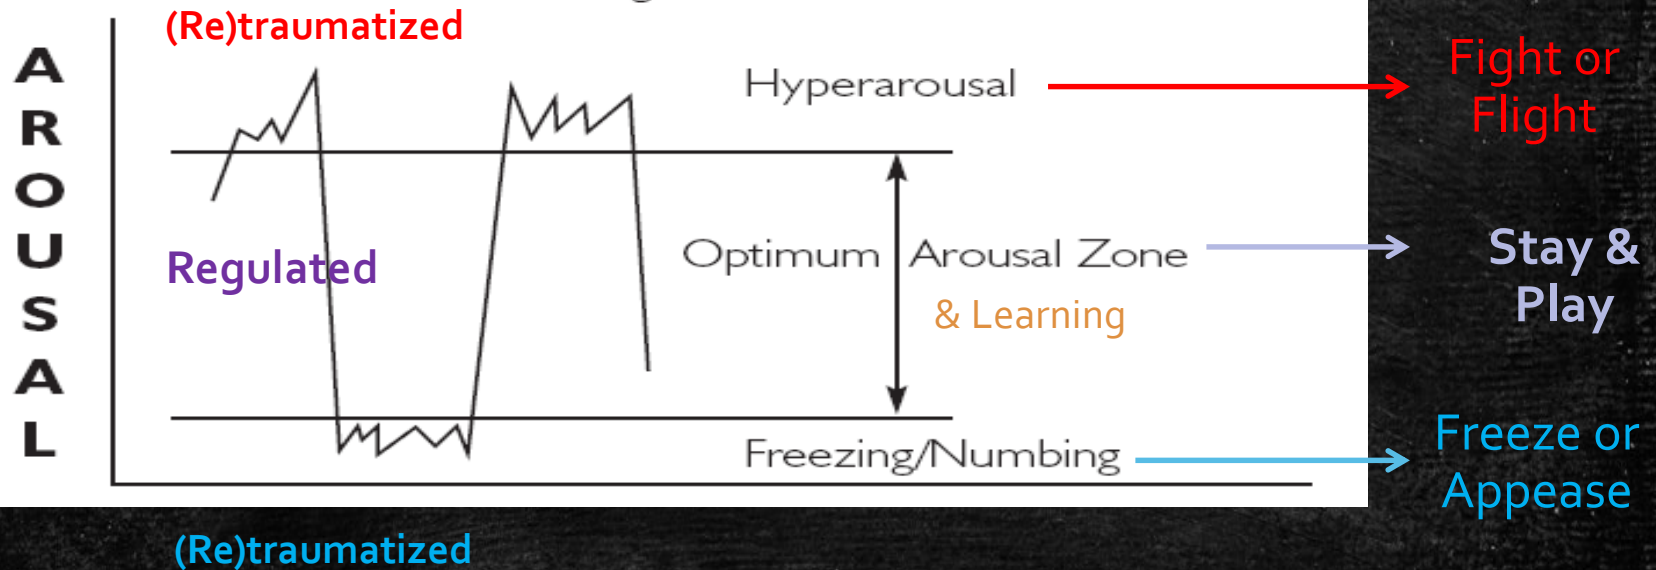 (Re)traumatized
AROUSAL
Hyperarousal
Fight or
Flight
Regulated
Optimum Arousal Zone
& Learning
Stay &
Play
Freezing/Numbing
Freeze or
Appease
(Re)traumatized